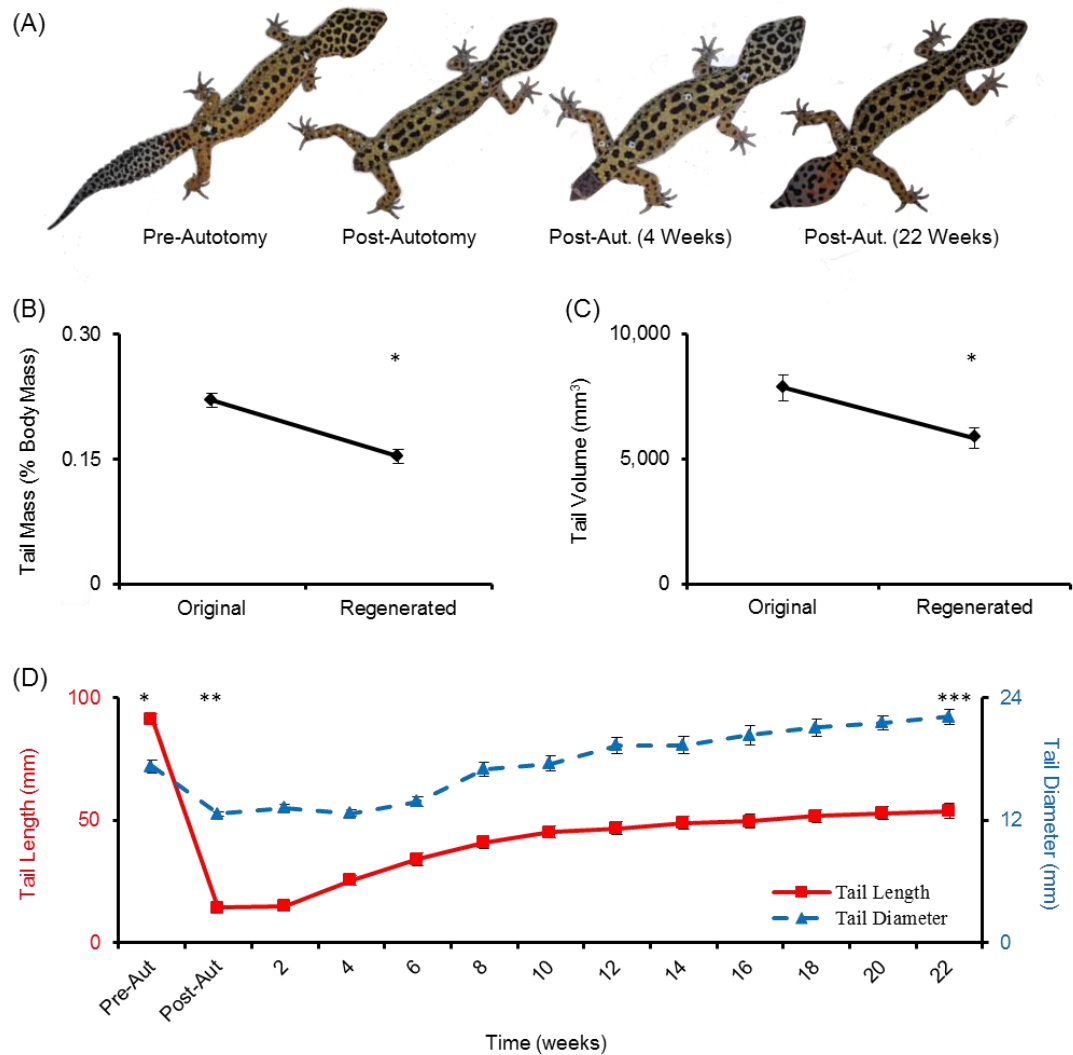 (A)
Pre-Autotomy
Post-Autotomy
Post-Aut. (4 Weeks)
Post-Aut. (22 Weeks)
(B)
Tail Mass (% Body Mass)
0.30
0.15
0
*
Original
Regenerated
(C)
Tail Volume (mm³)
10,000
5,000
0
*
Original
Regenerated
(D)
Tail Length (mm)
100
50
0
*
**
***
24
12
0
Tail Diameter (mm)
Tail Length
Tail Diameter
Pre-Aut
Post-Aut
2
4
6
8
10
12
14
16
18
20
22
Time (weeks)